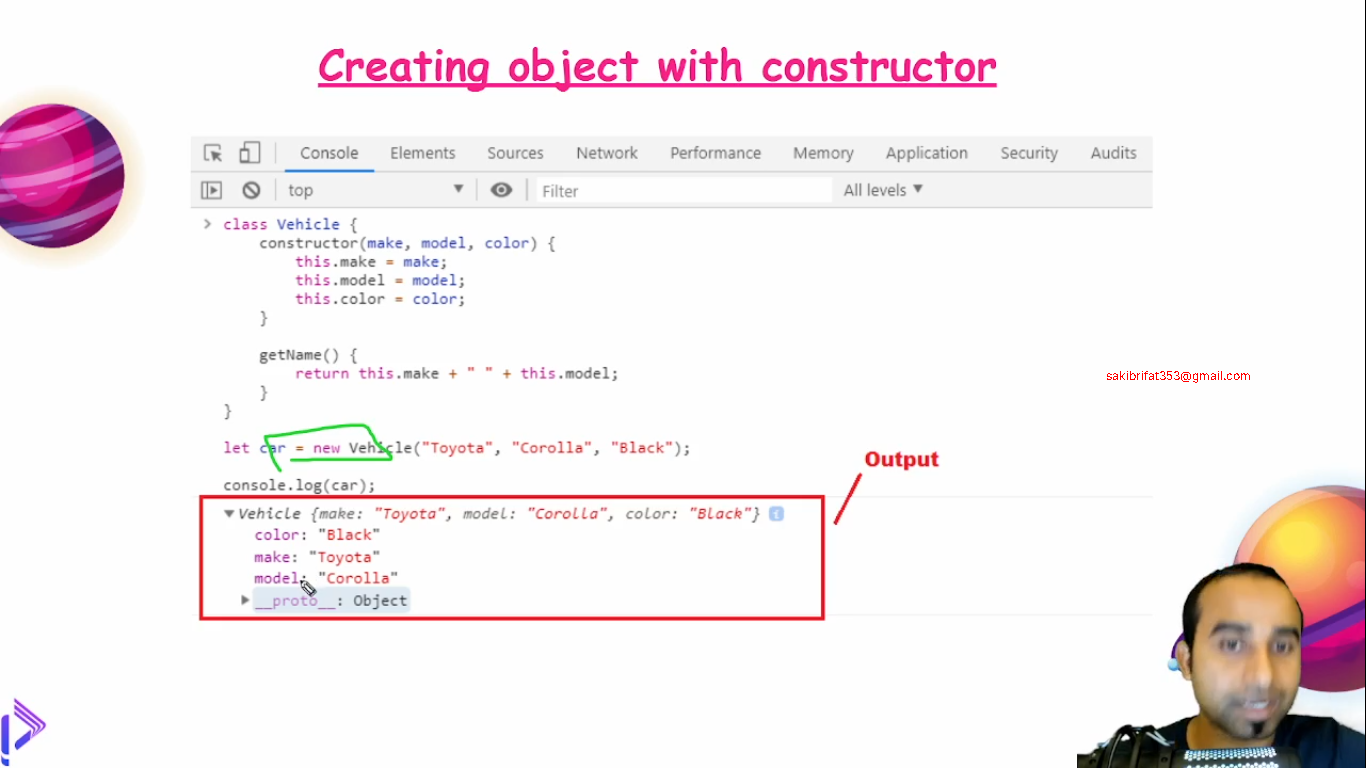 Creating object with constructor
Console Elements Sources Network Performance Memory Application Security Audits
top Filter All levels
class Vehicle {
constructor(make, model, color) {
this.make = make;
this.model = model;
this.color = color;
}
getName() {
return this.make + " " + this.model;
}
}
let car = new Vehicle("Toyota", "Corolla", "Black");
console.log(car);
Vehicle {make: "Toyota", model: "Corolla", color: "Black"}
color: "Black"
make: "Toyota"
model: "Corolla"
__proto__: Object
Output
sakibrifat353@gmail.com